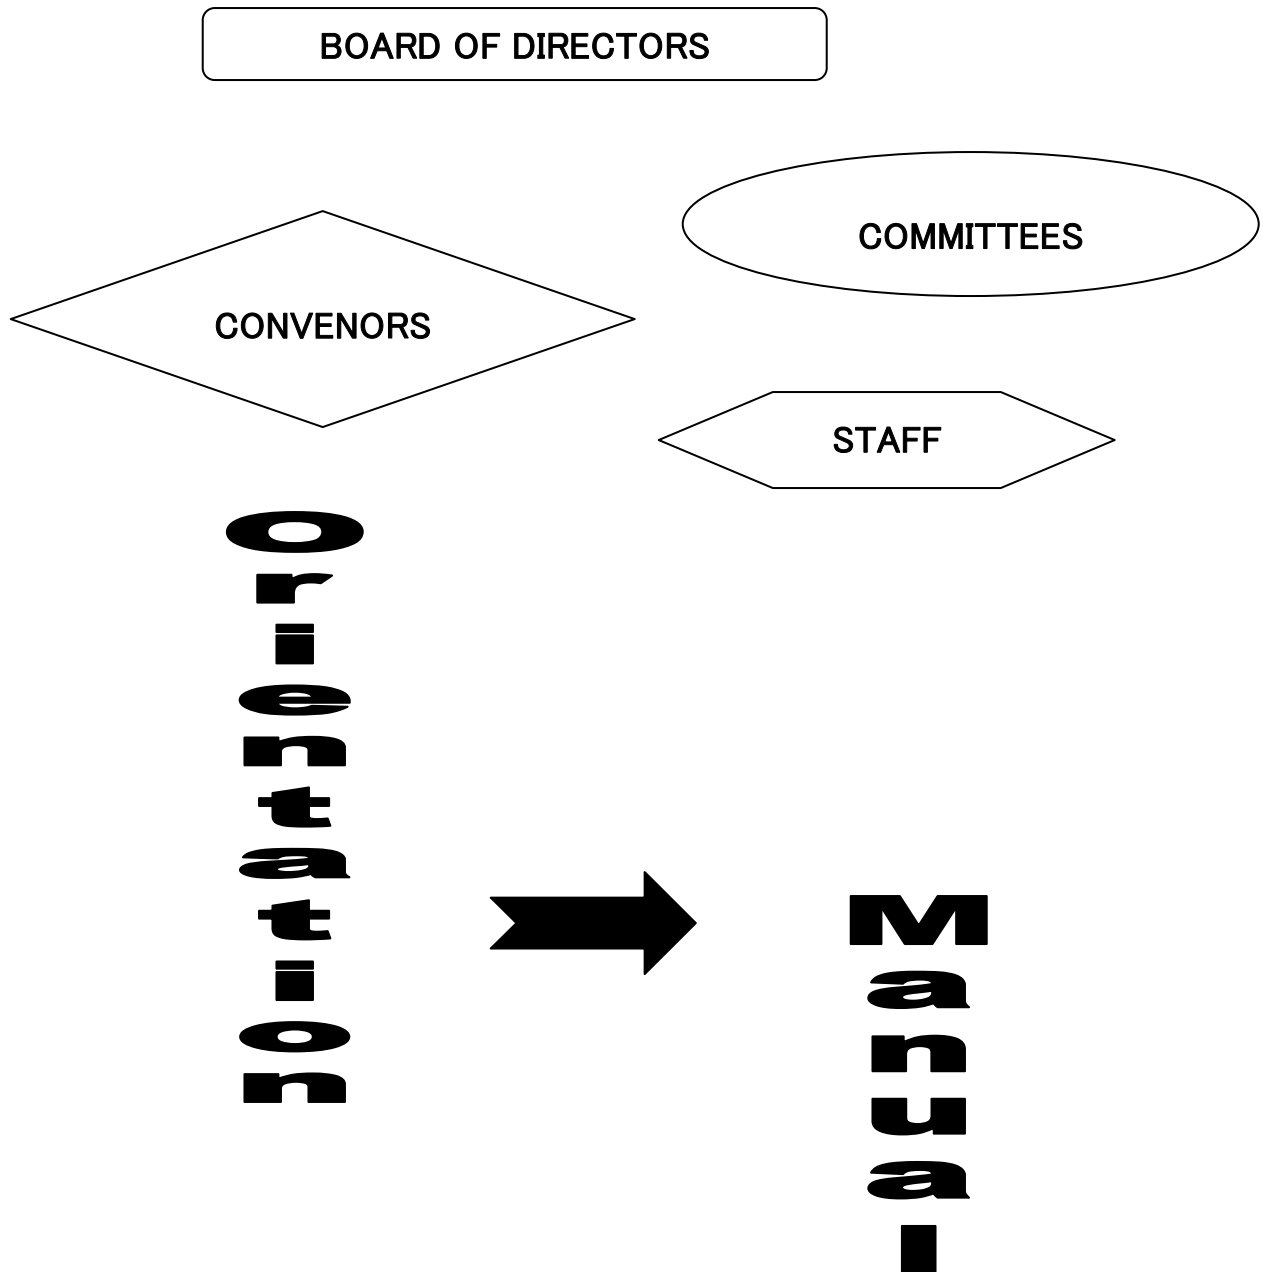 BOARD OF DIRECTORS
COMMITTEES
CONVENORS
STAFF
Orientation
Manual